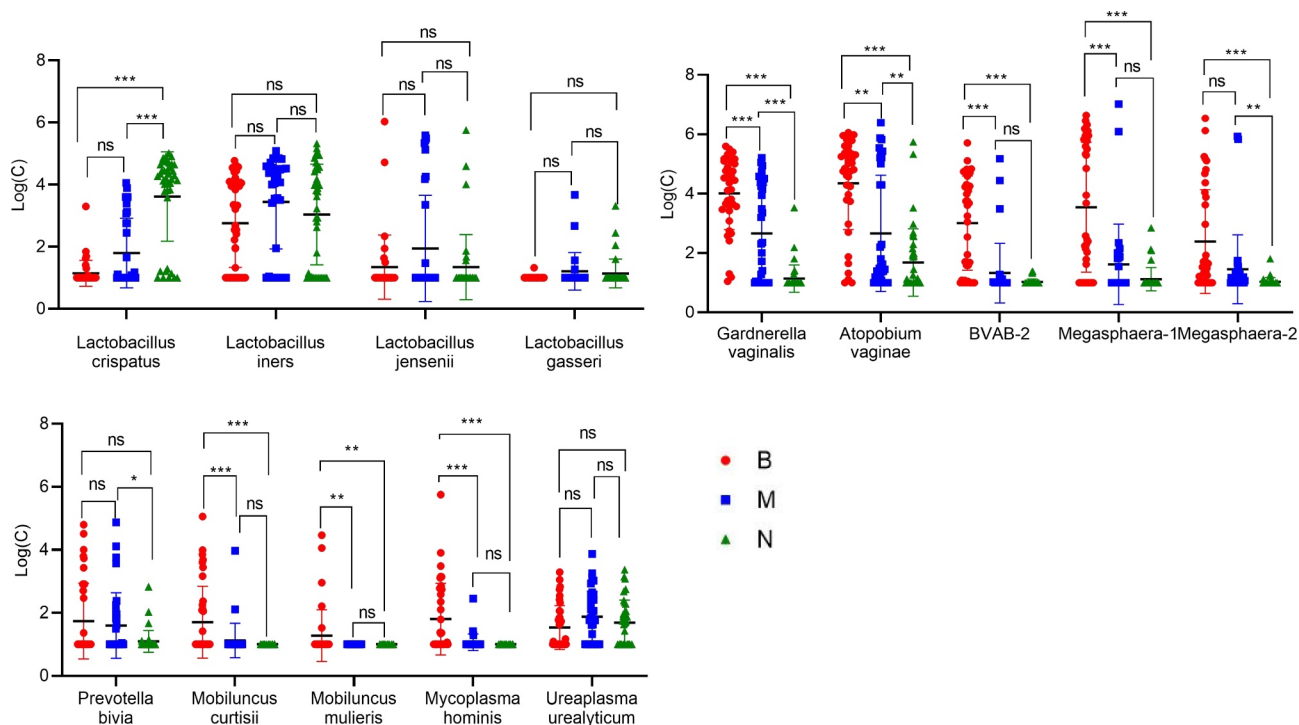 8
6
4
2
0
Log(C)
***
ns
***
ns
ns
ns
ns
ns
ns
ns
ns
ns
Lactobacillus
crispatus
Lactobacillus
iners
Lactobacillus
jensenii
Lactobacillus
gasseri
8
6
4
2
0
Log(C)
***
***
***
***
**
**
***
***
ns
***
***
ns
***
ns
**
Gardnerella
vaginalis
Atopobium
vaginae
BVAB-2
Megasphaera-1
Megasphaera-2
8
6
4
2
0
Log(C)
ns
ns
*
***
***
ns
**
**
ns
***
***
ns
ns
ns
ns
Prevotella
bivia
Mobiluncus
curtisii
Mobiluncus
mulieris
Mycoplasma
hominis
Ureaplasma
urealyticum
B
M
N